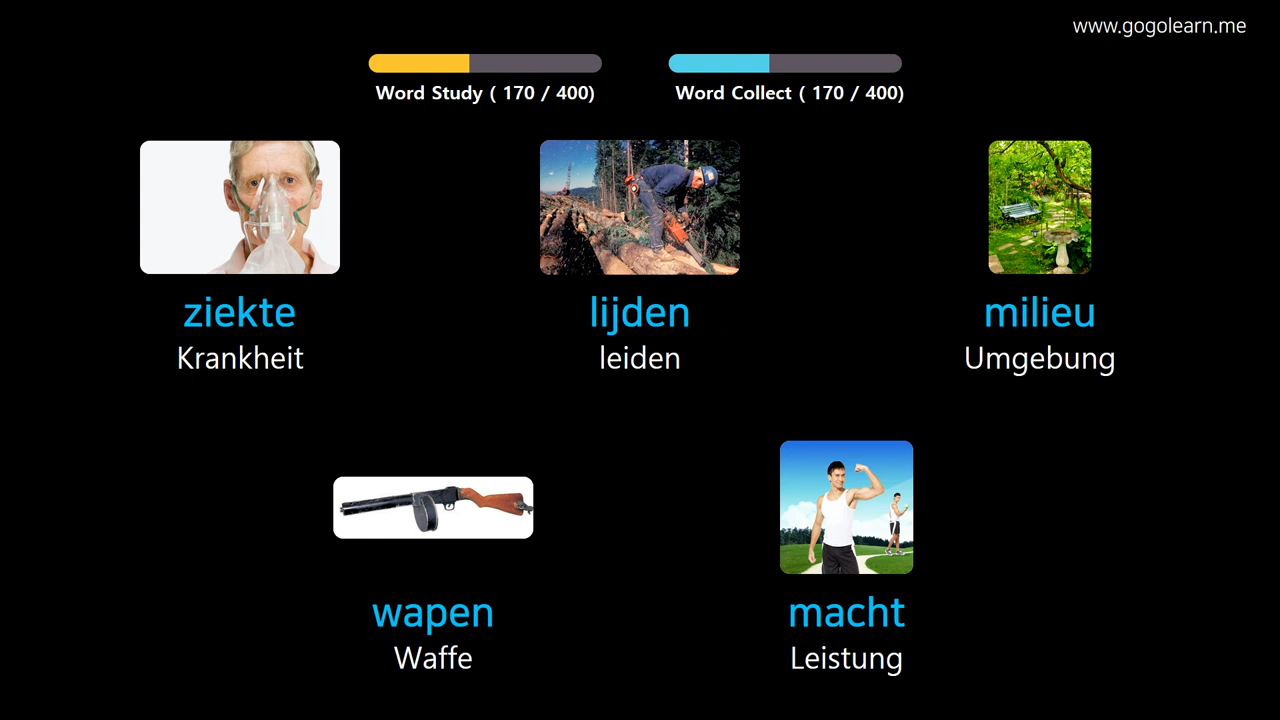 www.gogolearn.me
Word Study ( 170 / 400)
Word Collect ( 170 / 400)
ziekte
Krankheit
lijden
leiden
milieu
Umgebung
wapen
Waffe
macht
Leistung